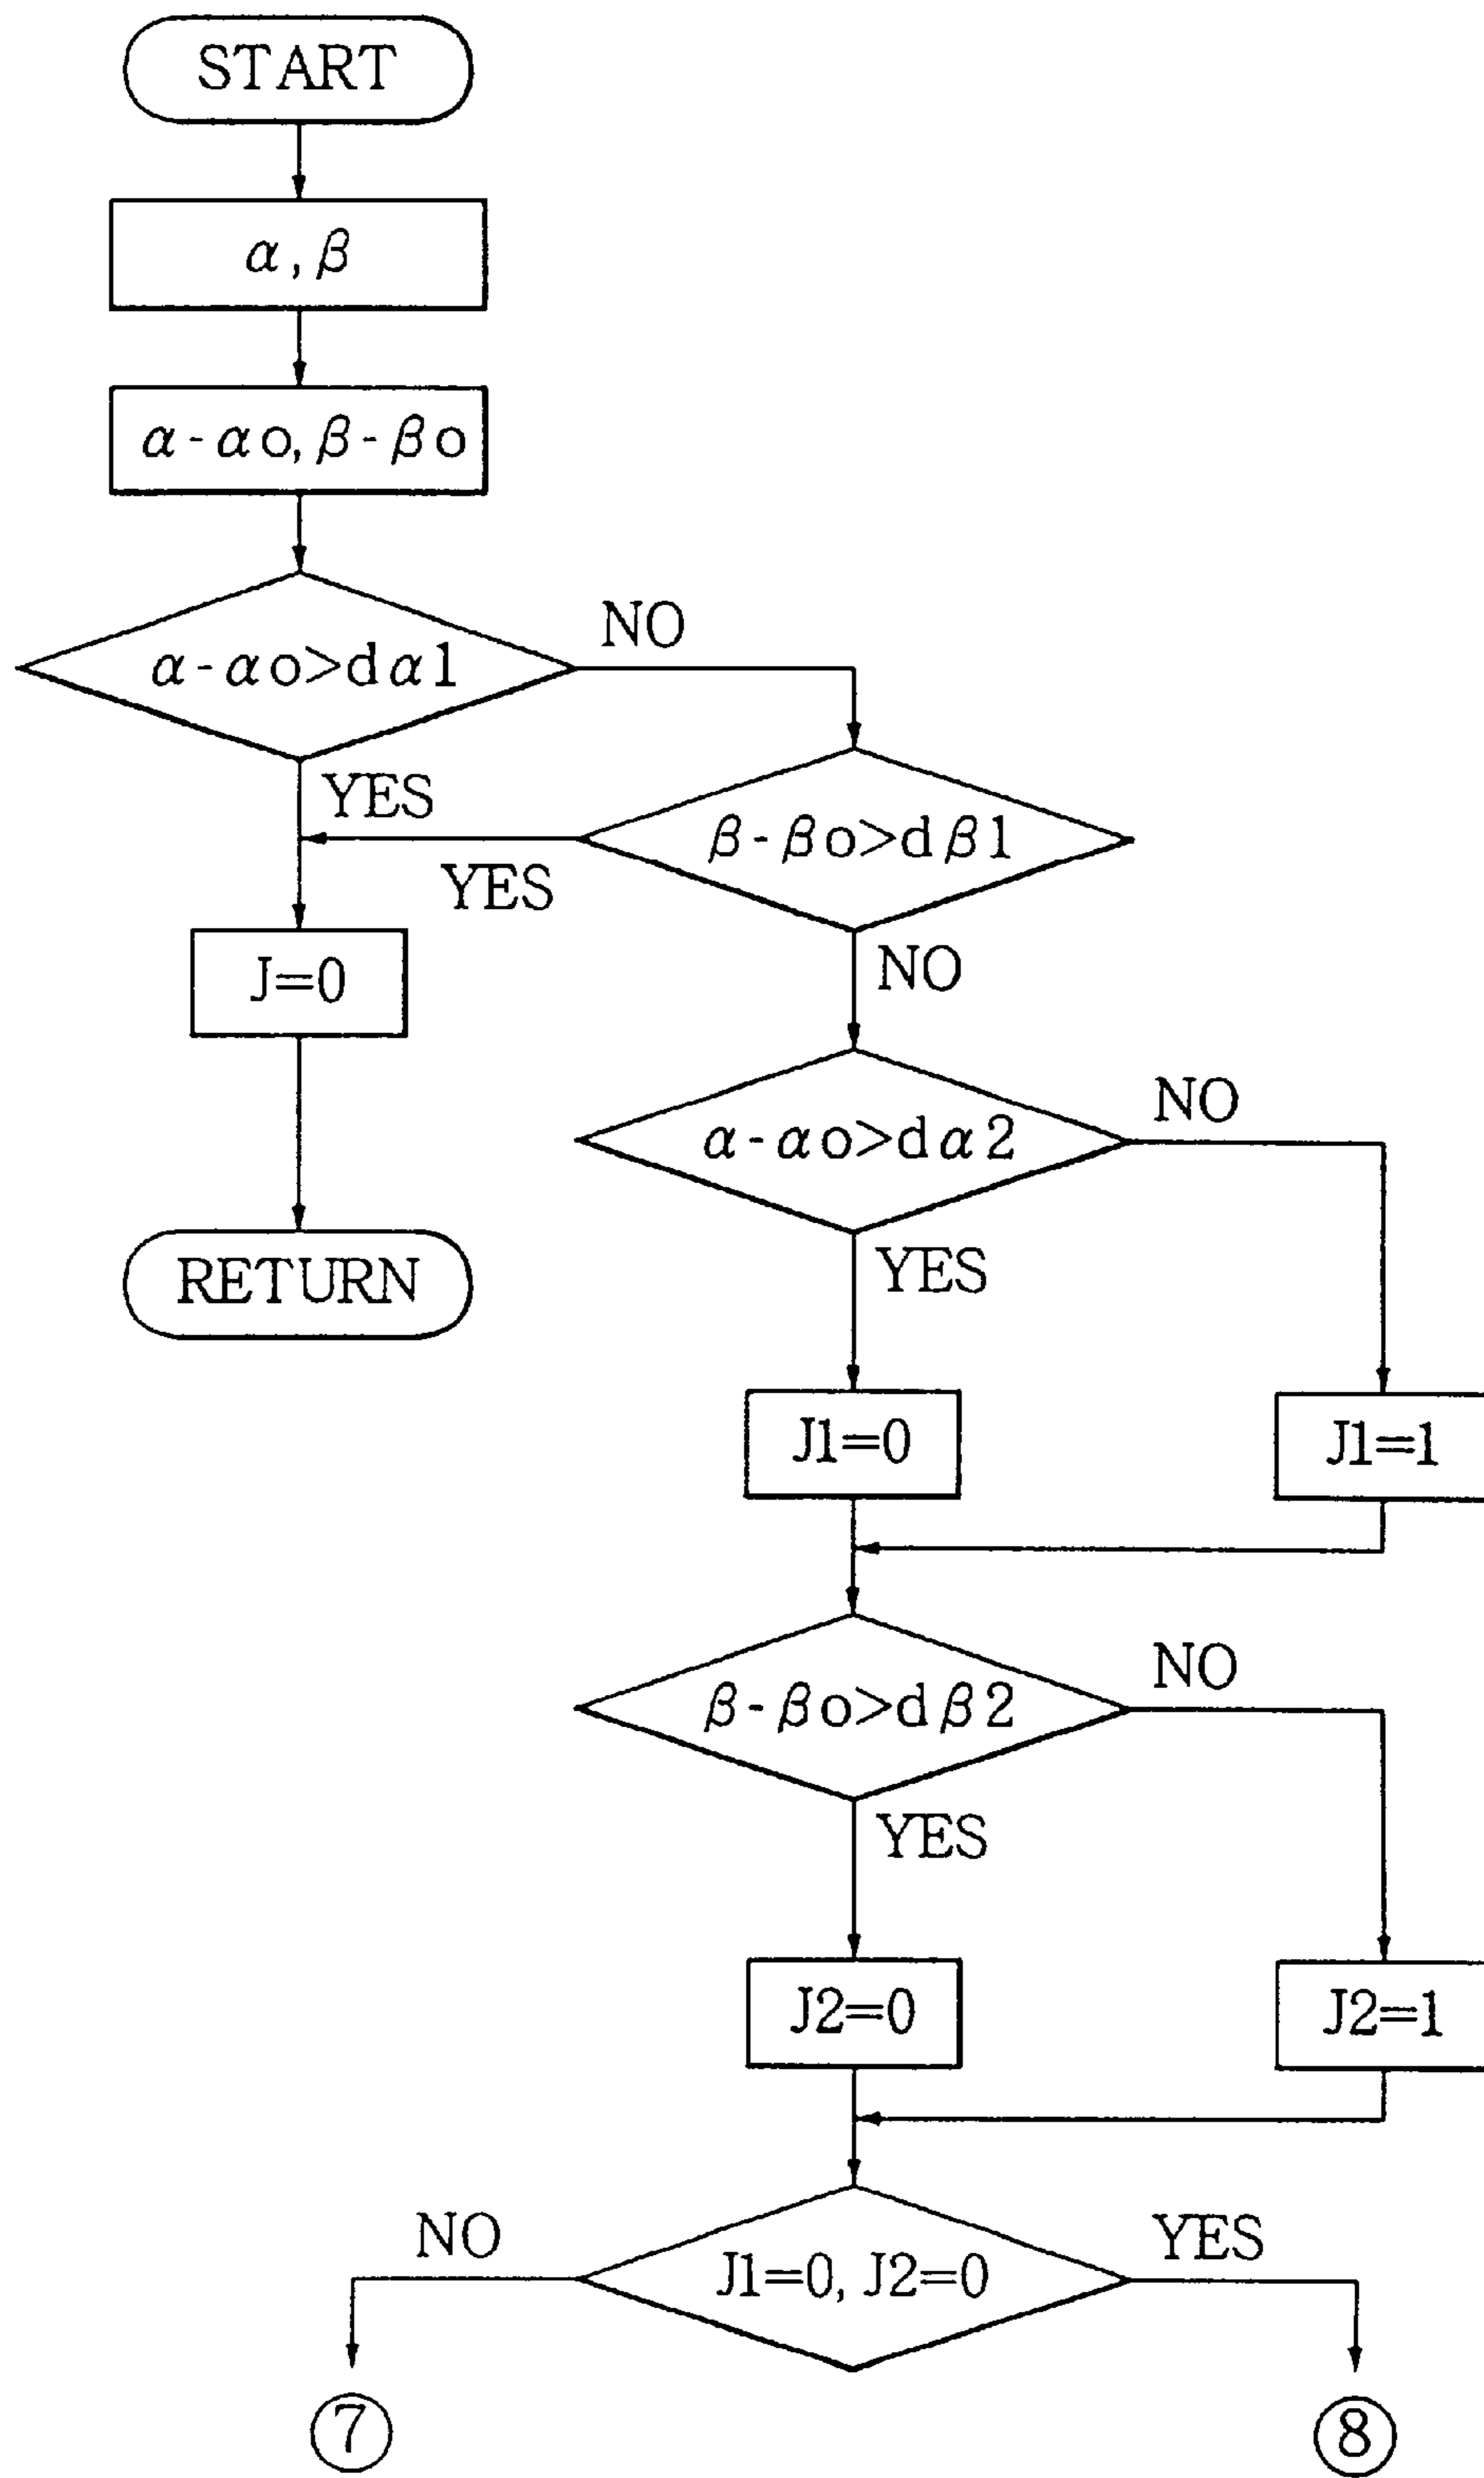 START
α, β
α-αo, β-βo
α-αo>dα1
NO
YES
β-βo>dβ1
YES
NO
J=0
α-αo>dα2
NO
YES
RETURN
J1=0
J1=1
β-βo>dβ2
NO
YES
J2=0
J2=1
NO
J1=0, J2=0
YES
⑦
⑧